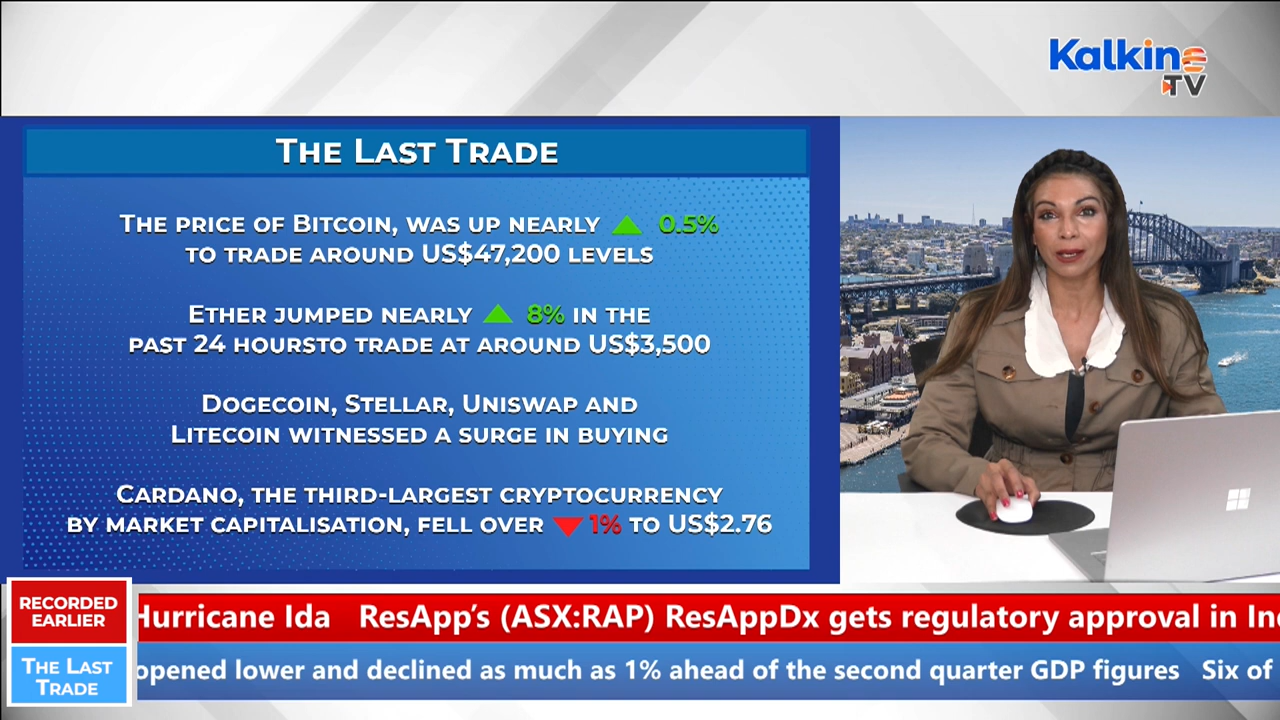 Kalkine
TV
The Last Trade
The price of Bitcoin, was up nearly ▲ 0.5%
to trade around US$47,200 levels
Ether jumped nearly ▲ 8% in the
past 24 hoursto trade at around US$3,500
Dogecoin, Stellar, Uniswap and
Litecoin witnessed a surge in buying
Cardano, the third-largest cryptocurrency
by market capitalisation, fell over ▼ 1% to US$2.76
RECORDED
EARLIER
Hurricane Ida ResApp's (ASX:RAP) ResAppDx gets regulatory approval in
The Last
Trade
opened lower and declined as much as 1% ahead of the second quarter GDP figures Six of